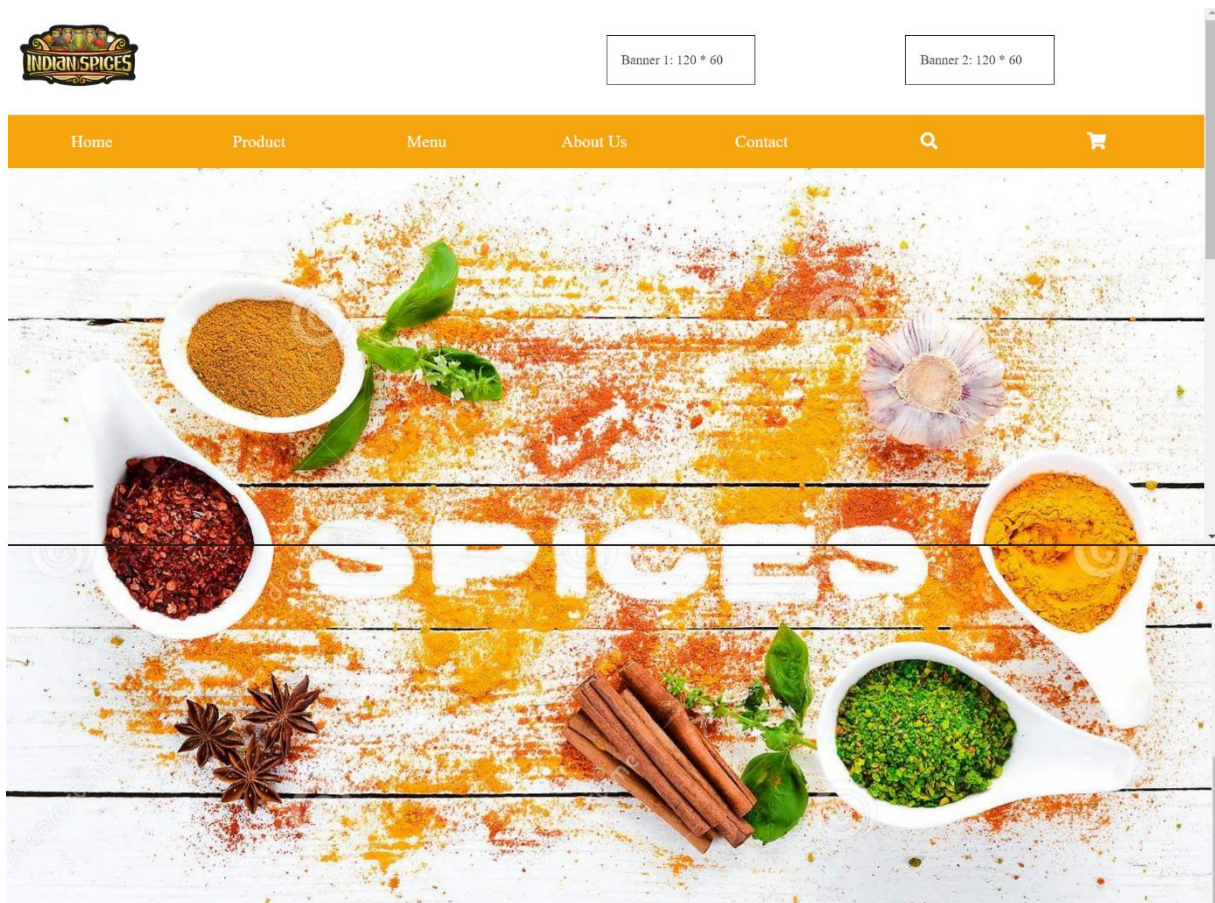 INDIAN SPICES
Banner 1: 120 * 60
Banner 2: 120 * 60
Home
Product
Menu
About Us
Contact
SPICES